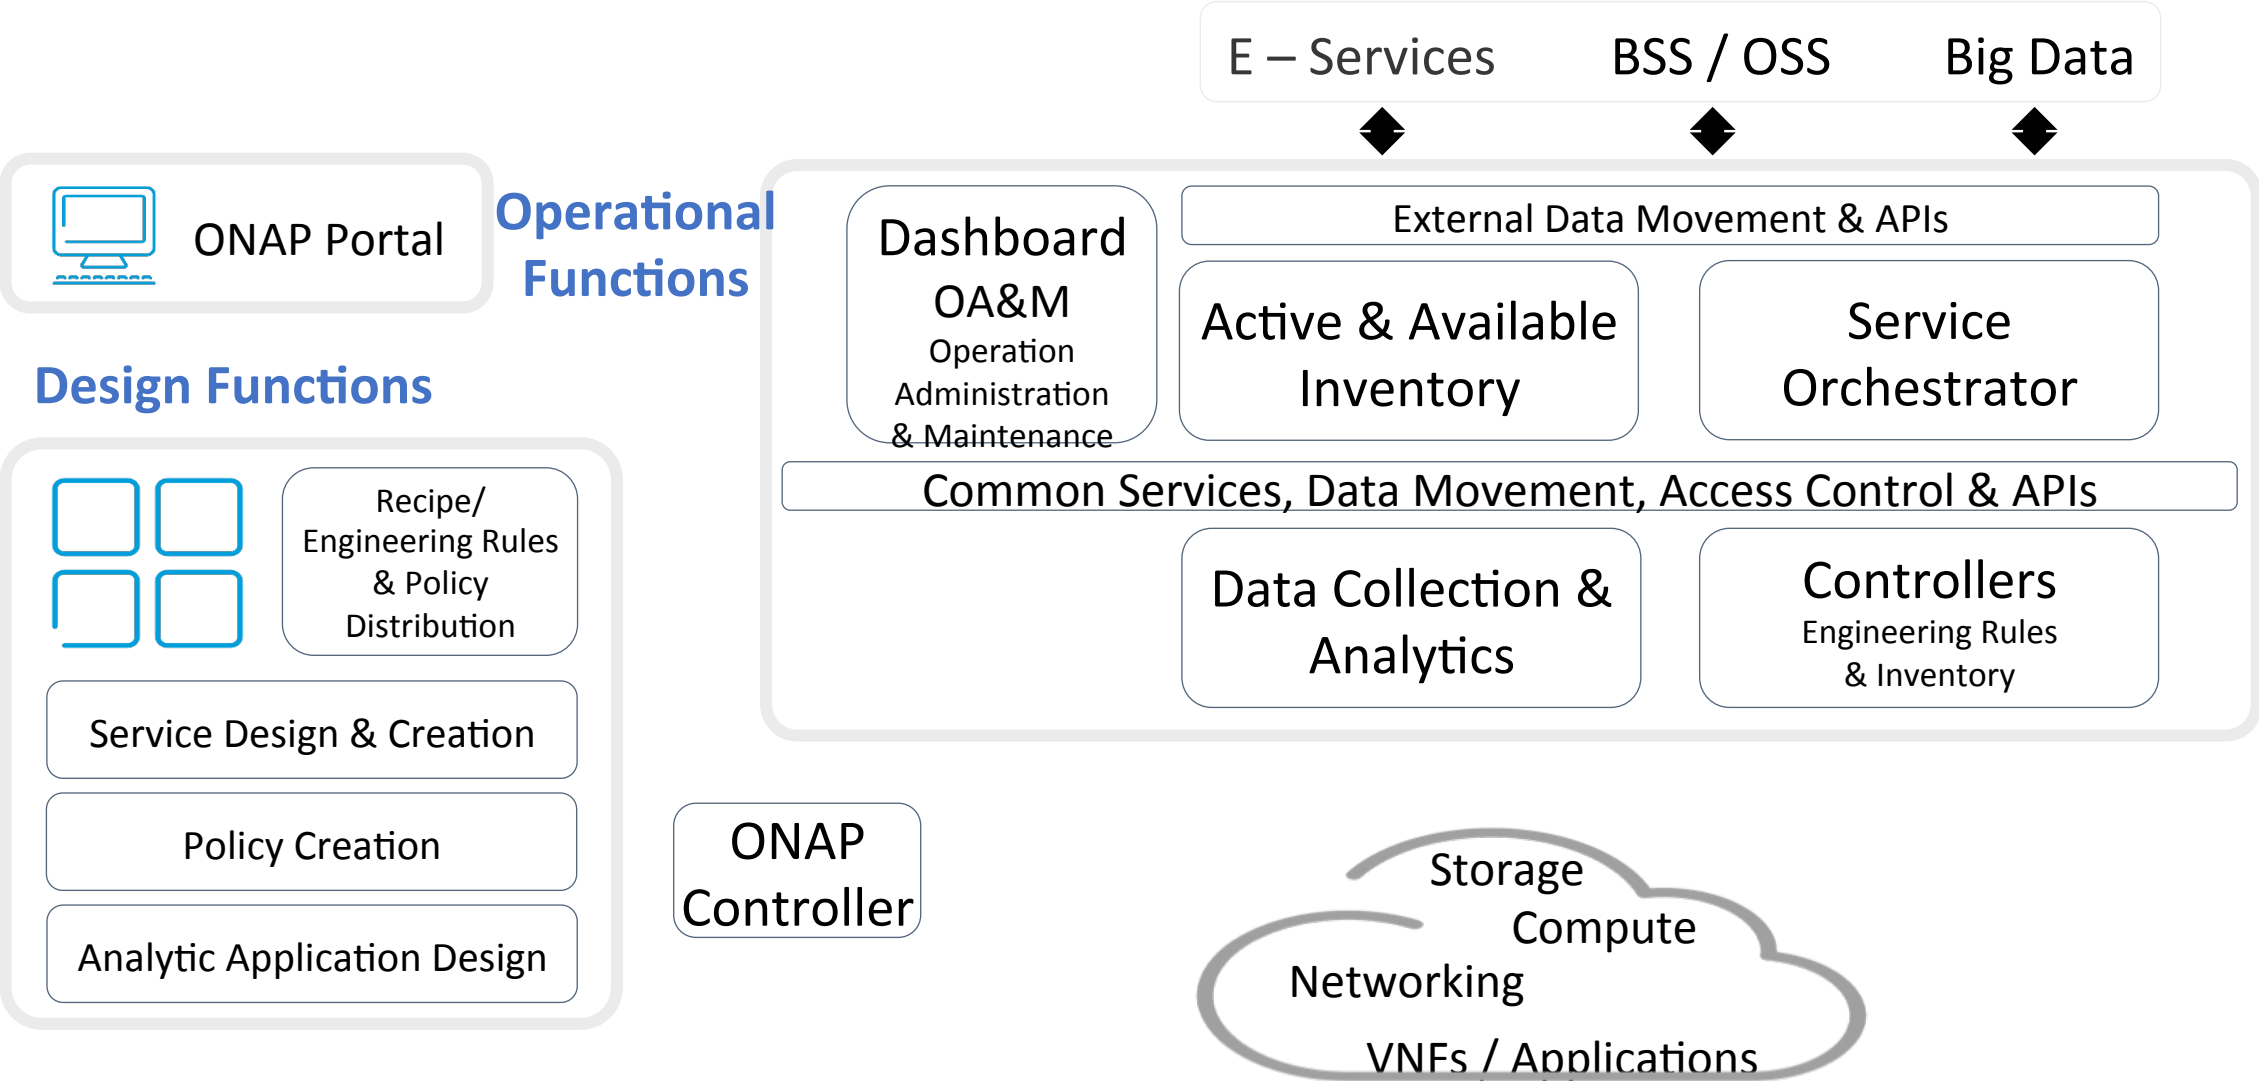 E – Services
BSS / OSS
Big Data
ONAP Portal
Operational
Functions
Design Functions
Recipe/
Engineering Rules
& Policy
Distribution
Service Design & Creation
Policy Creation
Analytic Application Design
Dashboard
OA&M
Operation
Administration
& Maintenance
External Data Movement & APIs
Active & Available
Inventory
Service
Orchestrator
Common Services, Data Movement, Access Control & APIs
Data Collection &
Analytics
Controllers
Engineering Rules
& Inventory
ONAP
Controller
Storage
Compute
Networking
VNFs / Applications